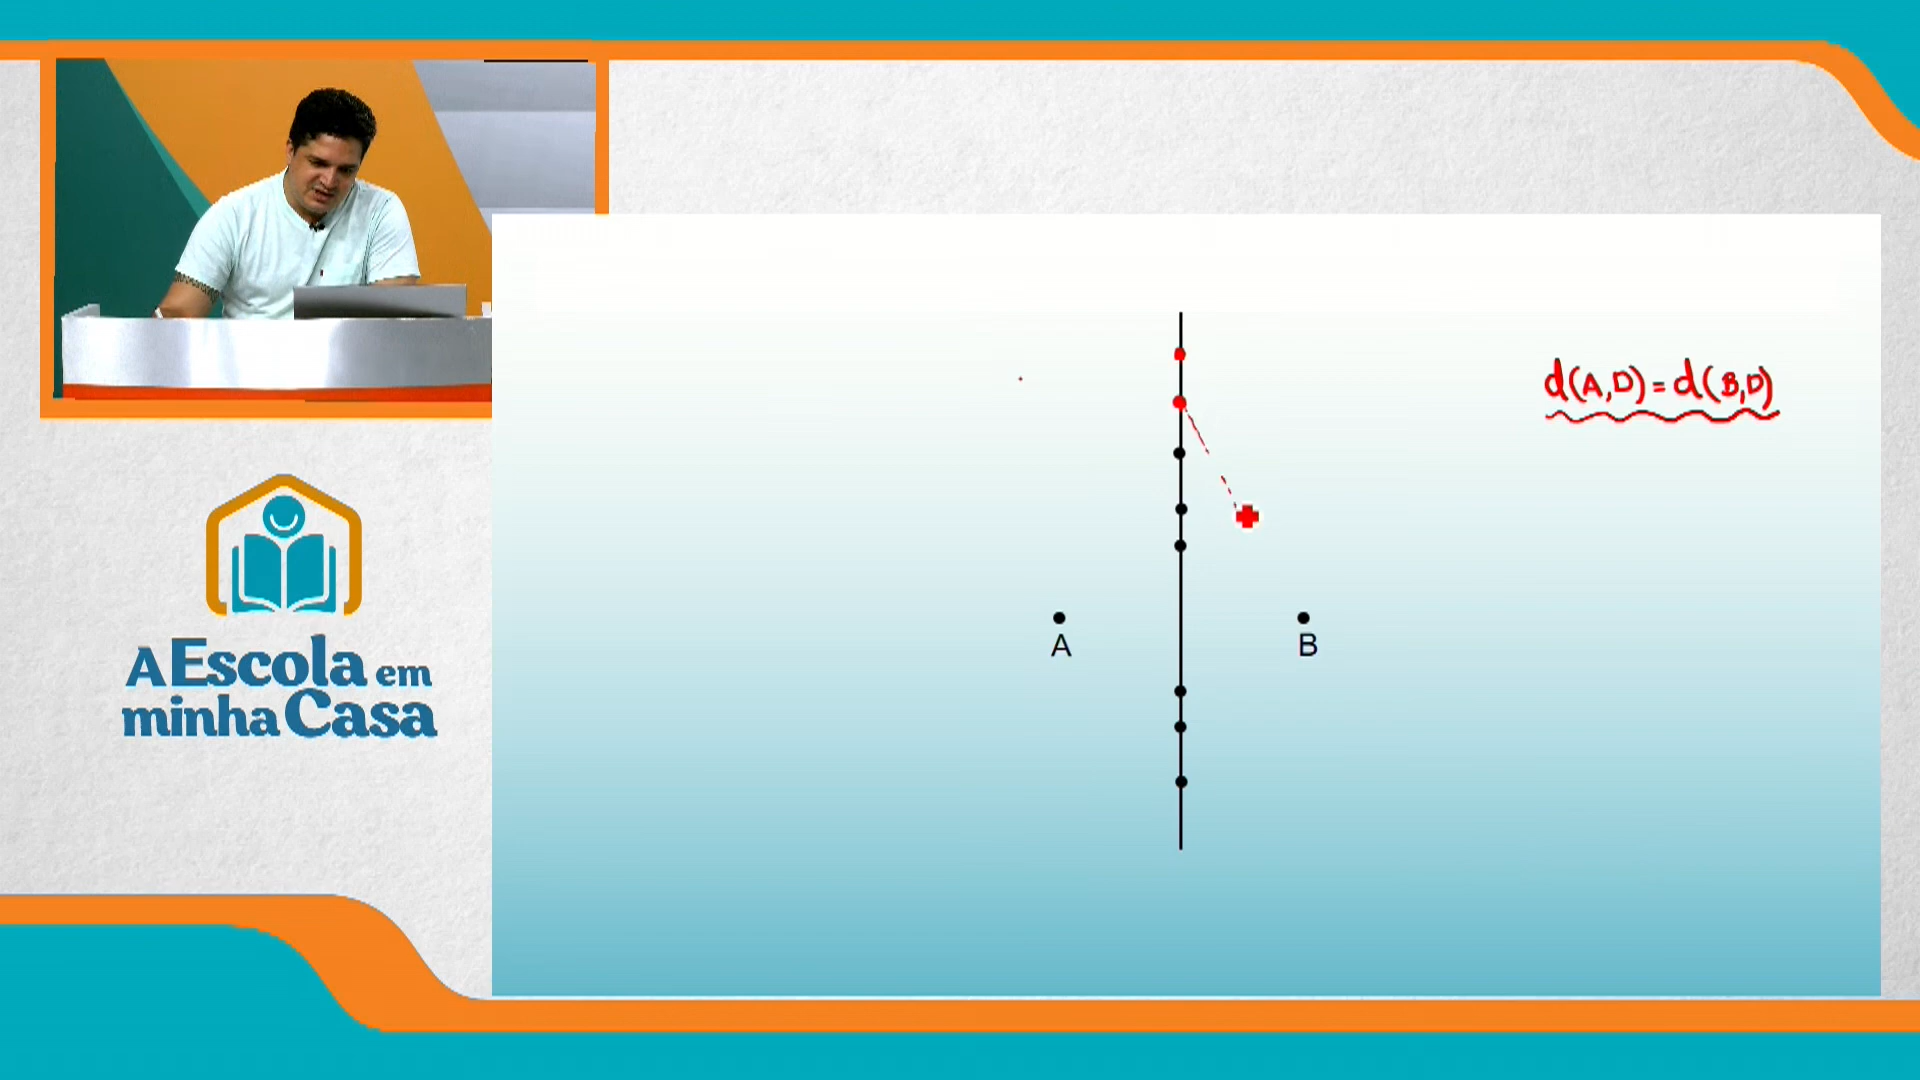 d(A,D) = d(B,D)
A
B
A Escola em
minha Casa